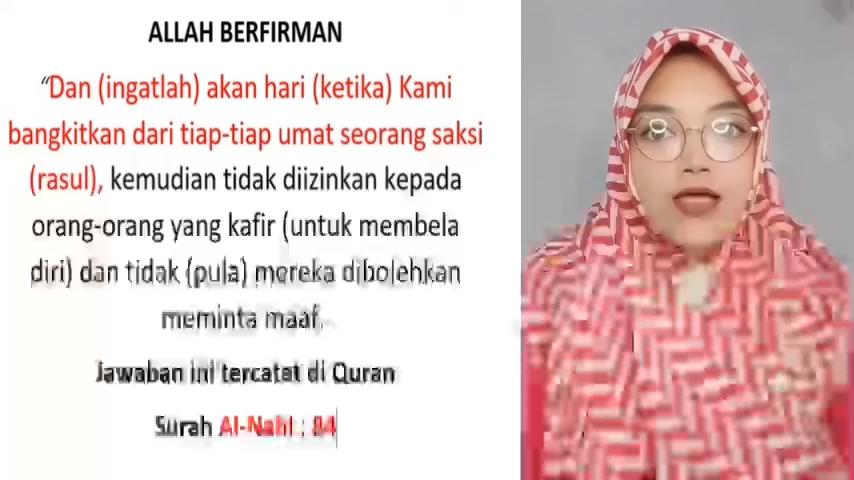 ALLAH BERFIRMAN
“Dan (ingatlah) akan hari (ketika) Kami
bangkitkan dari tiap-tiap umat seorang saksi
(rasul), kemudian tidak diizinkan kepada
orang-orang yang kafir (untuk membela
diri) dan tidak (pula) mereka dibolehkan
meminta maaf.
Jawaban ini tercatat di Quran
Surah Al-Nahl : 84